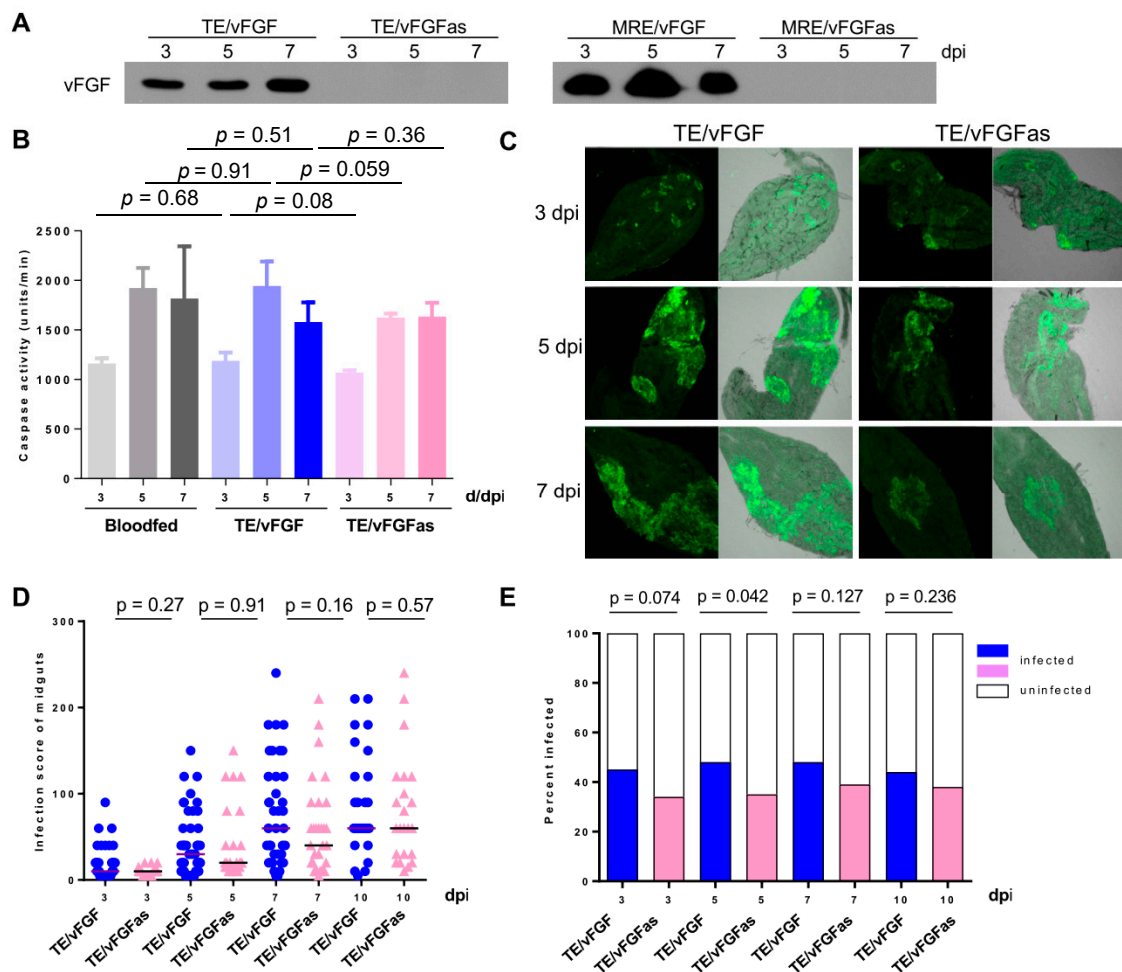 A
TE/vFGF TE/vFGFas MRE/vFGF MRE/vFGFas
3 5 7 3 5 7 3 5 7 dpi 3 5 7
vFGF
B
p = 0.51 p = 0.36
p = 0.91 p = 0.059
p = 0.68 p = 0.08
Caspase activity (units/min)
2500
2000
1500
1000
500
0
3 5 7 3 5 7 3 5 7 d/dpi
Bloodfed TE/vFGF TE/vFGFas
C
TE/vFGF TE/vFGFas
3 dpi
5 dpi
7 dpi
D
p = 0.27 p = 0.91 p = 0.16 p = 0.57
Infection score of midguts
300
200
100
0
3 3 5 5 7 7 10 10 dpi
TE/vFGF TE/vFGFas TE/vFGF TE/vFGFas TE/vFGF TE/vFGFas TE/vFGF TE/vFGFas
E
p = 0.074 p = 0.042 p = 0.127 p = 0.236
Percent infected
100
80
60
40
20
0
infected
uninfected
3 3 5 5 7 7 10 10 dpi
TE/vFGF TE/vFGFas TE/vFGF TE/vFGFas TE/vFGF TE/vFGFas TE/vFGF TE/vFGFas